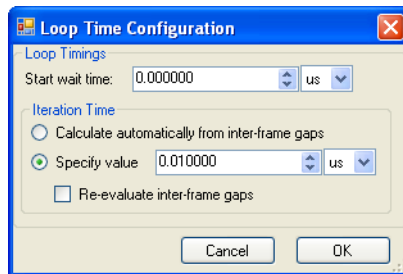 Loop Time Configuration
Loop Timings
Start wait time: 0.000000 us
Iteration Time
Calculate automatically from inter-frame gaps
Specify value 0.010000 us
Re-evaluate inter-frame gaps
Cancel OK